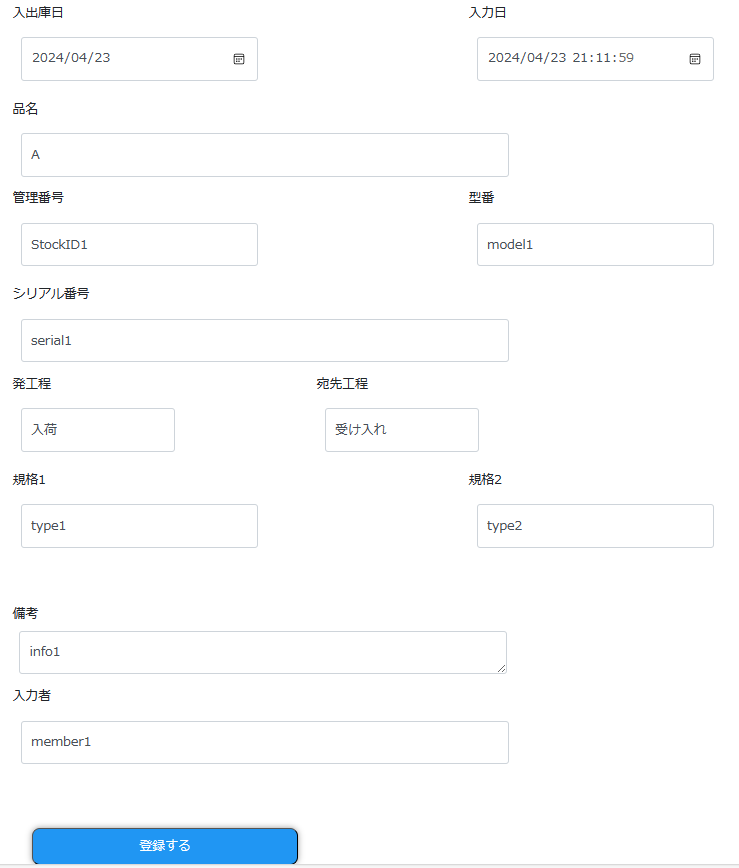 入出庫日 入力日
2024/04/23 2024/04/23 21:11:59
品名
A
管理番号 型番
StockID1 model1
シリアル番号
serial1
発工程 宛先工程
入荷 受け入れ
規格1 規格2
type1 type2
備考
info1
入力者
member1
登録する